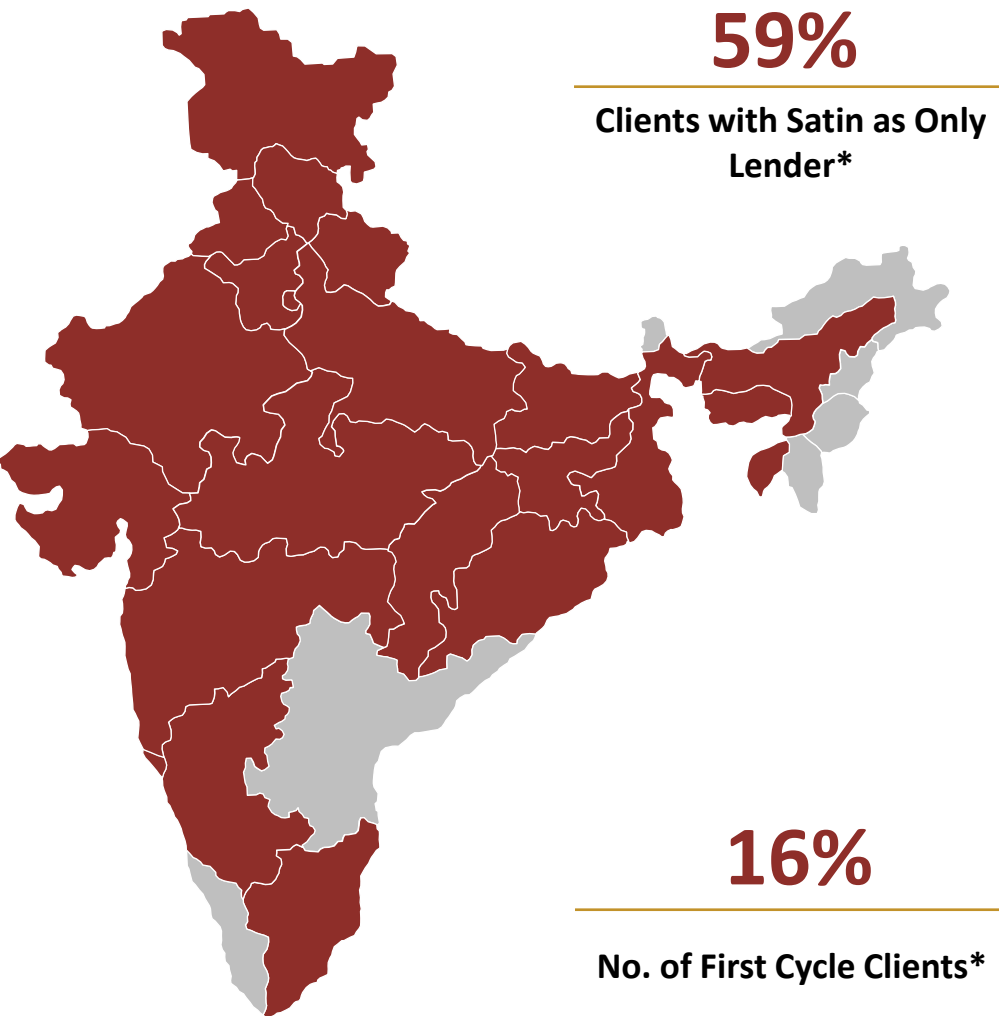 59%
Clients with Satin as Only
Lender*
16%
No. of First Cycle Clients*